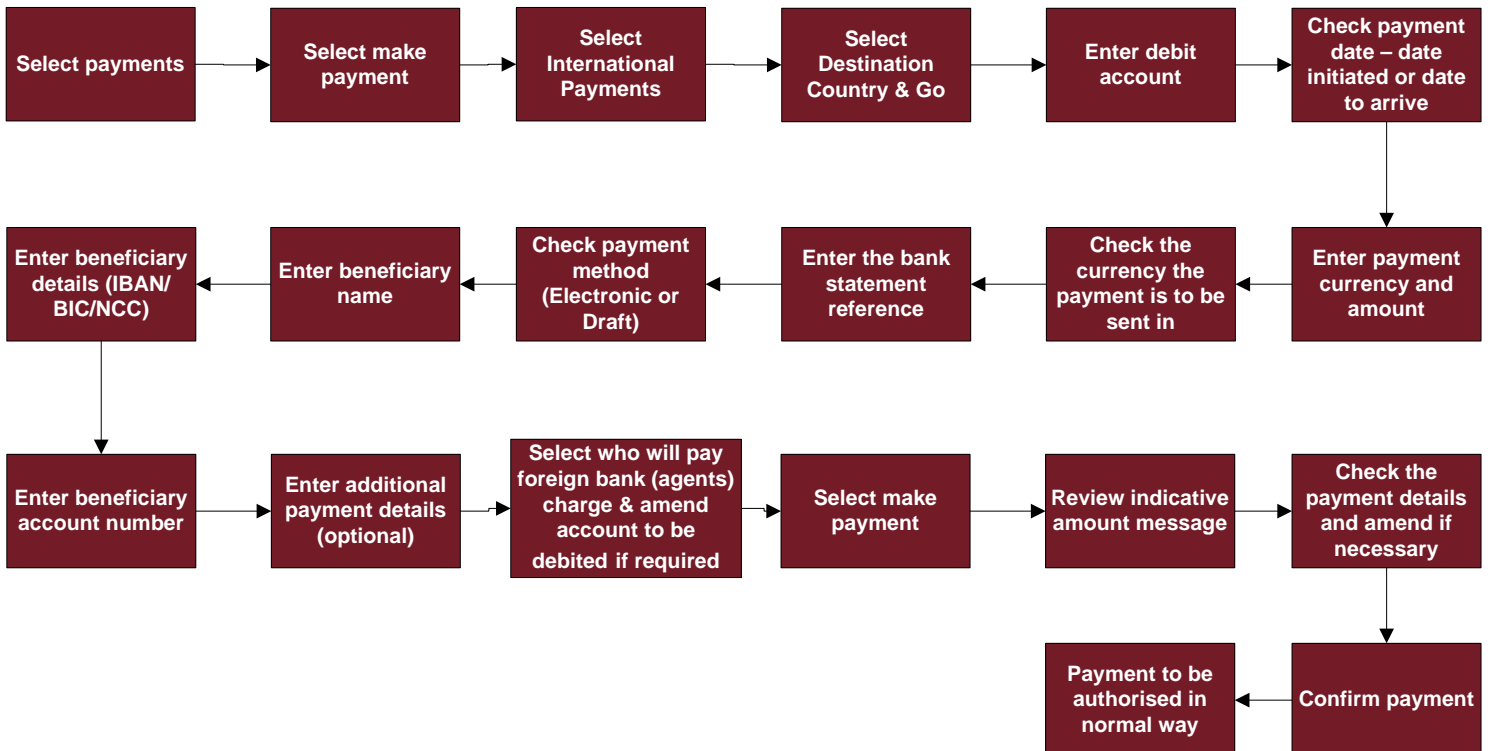 Select payments
Select make
payment
Select
International
Payments
Select
Destination
Country & Go
Enter debit
account
Check payment
date – date
initiated or date
to arrive
Enter payment
currency and
amount
Check the
currency the
payment is to be
sent in
Enter the bank
statement
reference
Check payment
method
(Electronic or
Draft)
Enter beneficiary
name
Enter beneficiary
details (IBAN/
BIC/NCC)
Enter beneficiary
account number
Enter additional
payment details
(optional)
Select who will pay
foreign bank (agents)
charge & amend
account to be
debited if required
Select make
payment
Review indicative
amount message
Check the
payment details
and amend if
necessary
Confirm payment
Payment to be
authorised in
normal way